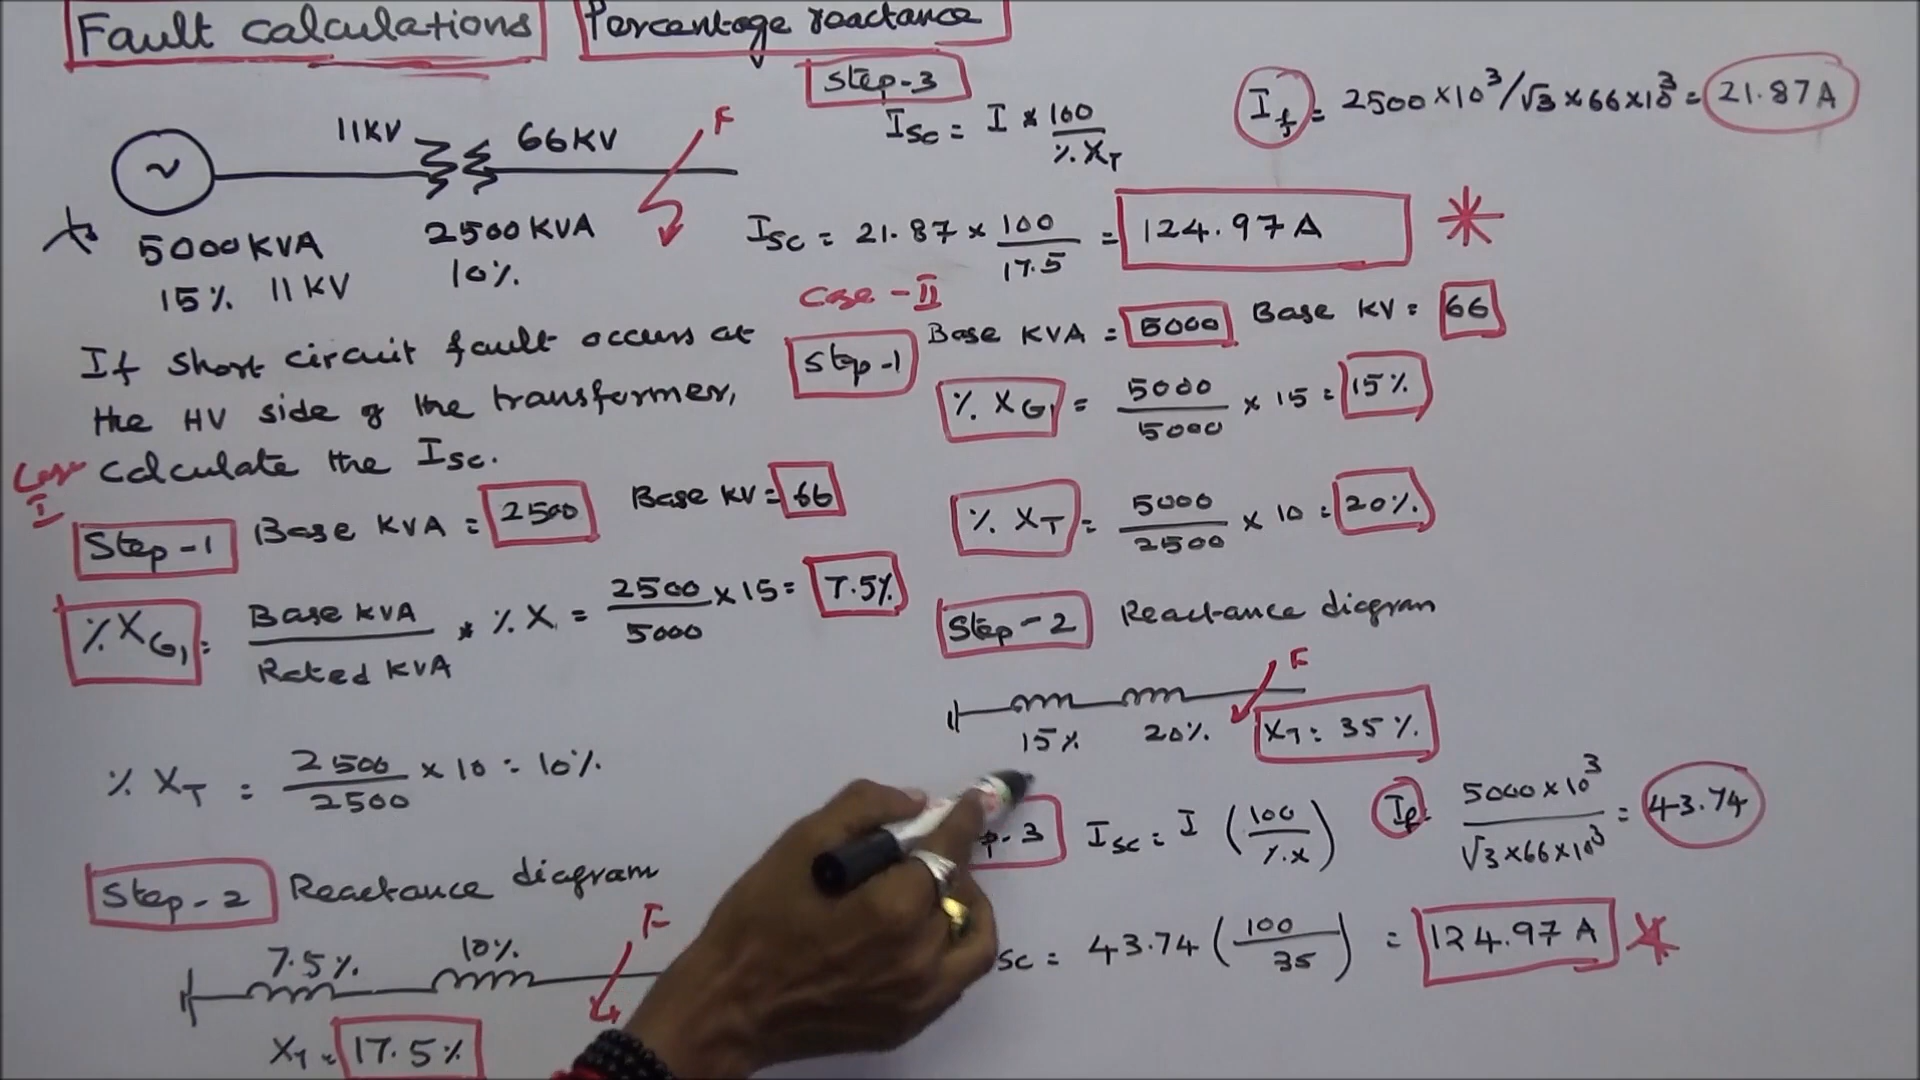 Fault calculations
Percentage reactance
11KV
66KV
F
5000KVA
2500KVA
15% 11KV
10%
If short circuit fault occurs at
the HV side of the transformer,
calculate the Isc.
Case I
Step-1 Base KVA = 2500 Base KV = 66
%XG1 = Base KVA / Rated KVA * %X = 2500 / 5000 × 15 = 7.5%
% XT = 2500 / 2500 × 10 = 10%
Step-2 Reactance diagram
7.5% 10% F
XT = 17.5%
Step-3
Isc = I * 100 / % XT
If = 2500 × 10³/√3 × 66 × 10³ = 21.87A
Isc = 21.87 × 100 / 17.5 = 124.97 A
Case-II
Step-1 Base KVA = 5000 Base KV = 66
% XG1 = 5000 / 5000 × 15 = 15%
% XT = 5000 / 2500 × 10 = 20%
Step-2 Reactance diagram
F
15% 20% XT = 35%
p-3 Isc = I (100 / %x) If = 5000 × 10³ / √3 × 66 × 10³ = 43.74
sc = 43.74 (100 / 35) = 124.97 A